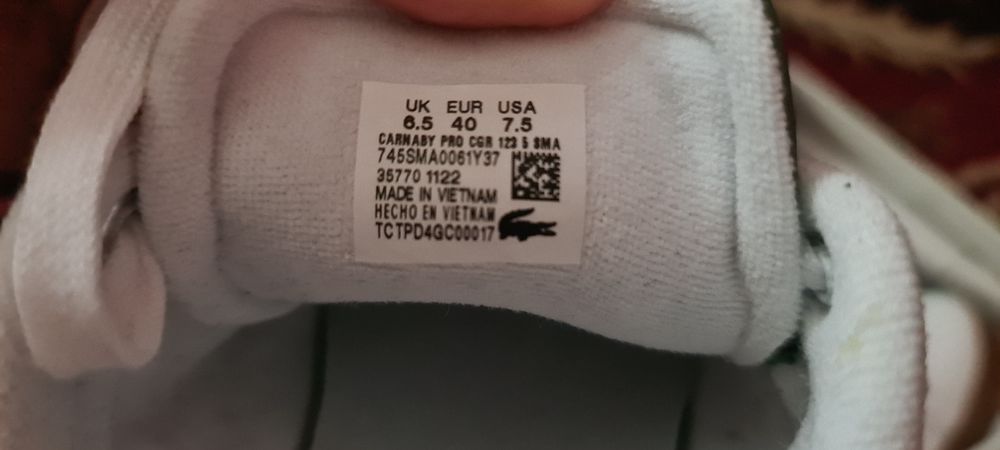 UK EUR USA
6.5 40 7.5
CARNABY PRO CGR 123 5 SMA
745SMA0061Y37
35770 1122
MADE IN VIETNAM
HECHO EN VIETNAM
TCTPD4GC00017